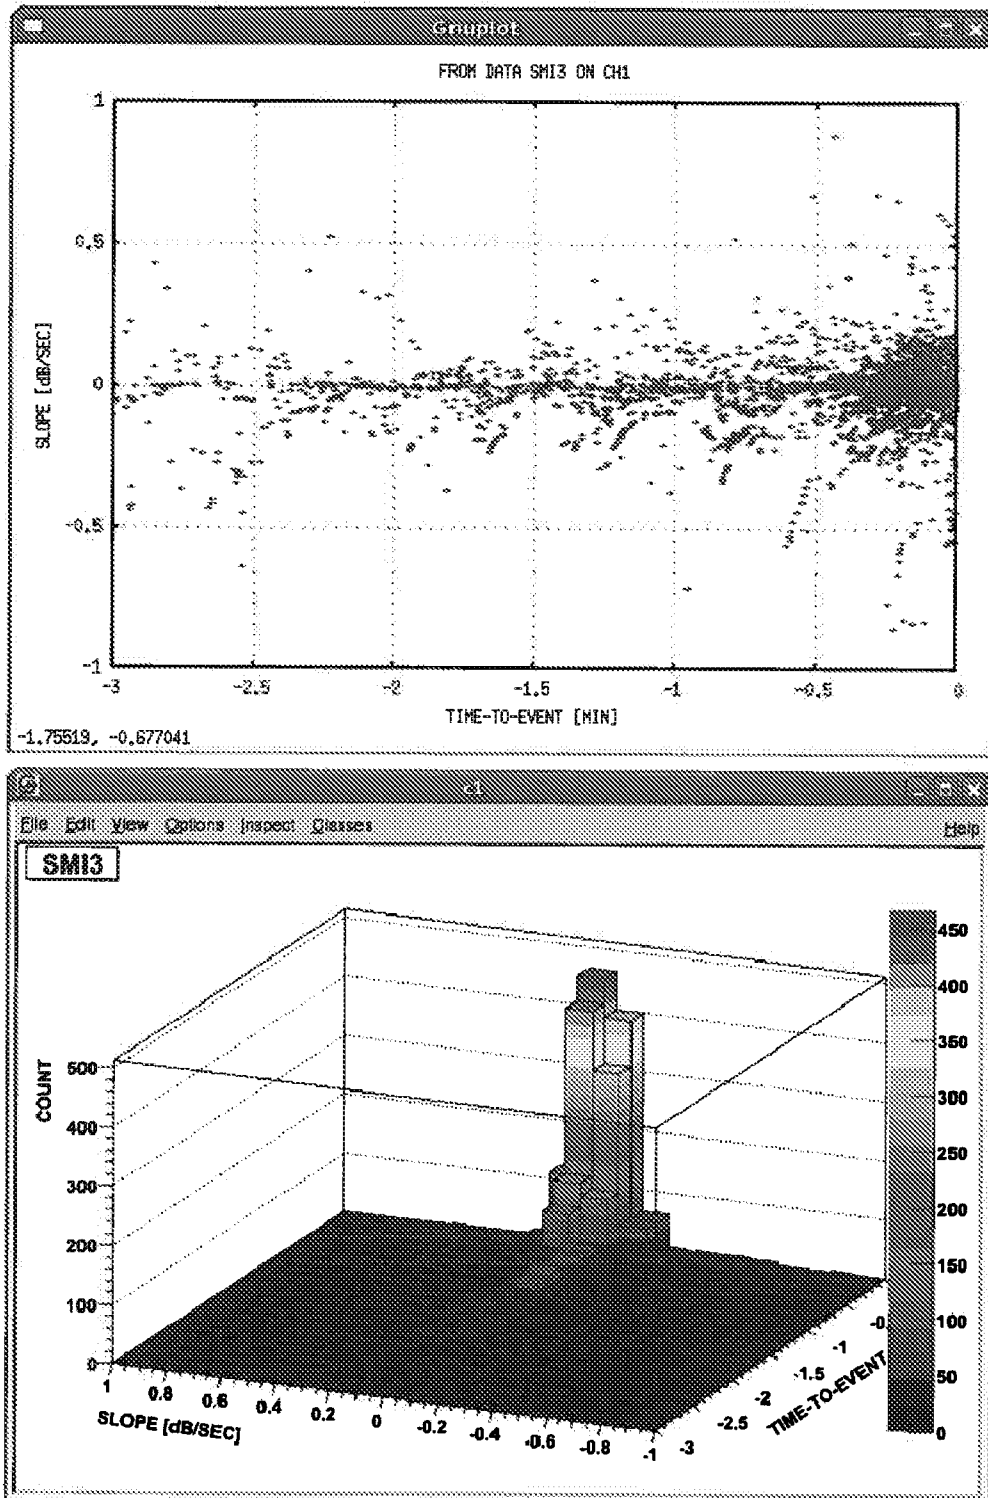 Gnuplot
FROM DATA SMI3 ON CH1
1
0.5
0
-0.5
-1
SLOPE [dB/SEC]
-3 -2.5 -2 -1.5 -1 -0.5 0
TIME-TO-EVENT [MIN]
-1.75519, -0.677041
c1
File Edit View Options Inspect Classes Help
SMI3
COUNT
500
400
300
200
100
0
1 0.8 0.6 0.4 0.2 0 -0.2 -0.4 -0.6 -0.8 -1
SLOPE [dB/SEC]
-3 -2.5 -2 -1.5 -1 -0
TIME-TO-EVENT
450
400
350
300
250
200
150
100
50
0